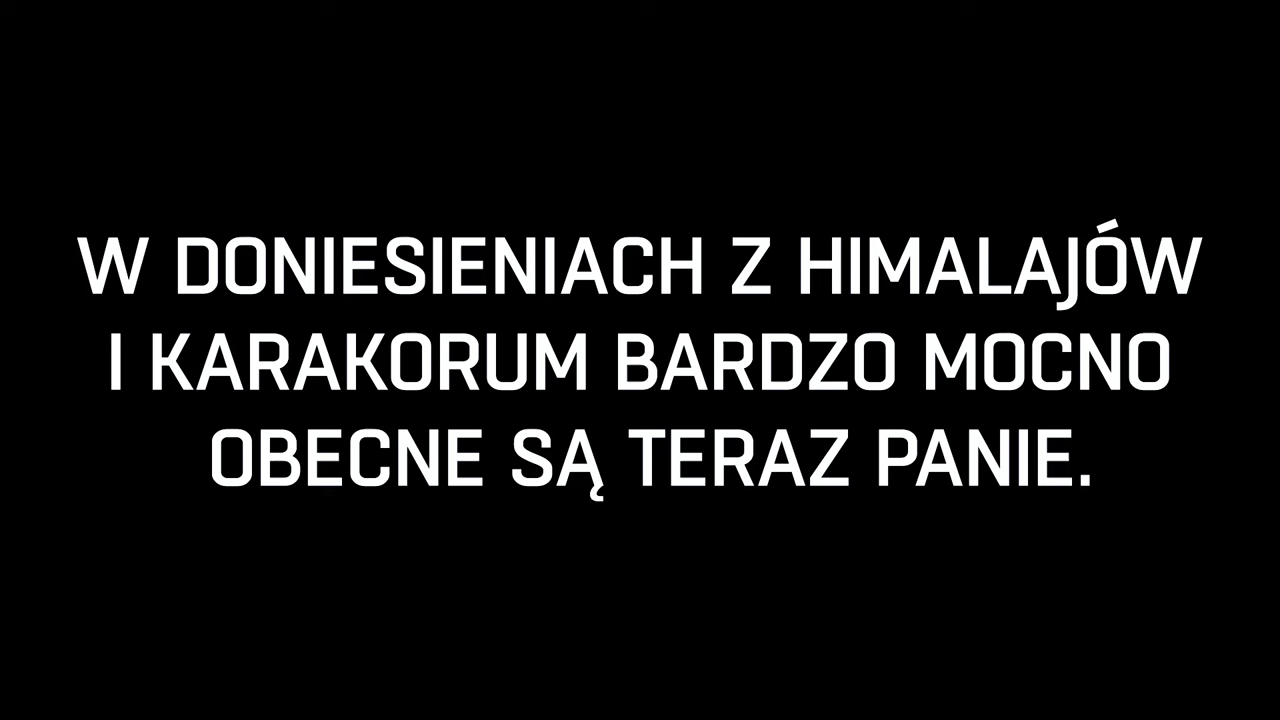 W DONIESIENIACH Z HIMALAJÓW
I KARAKORUM BARDZO MOCNO
OBECNE SĄ TERAZ PANIE.